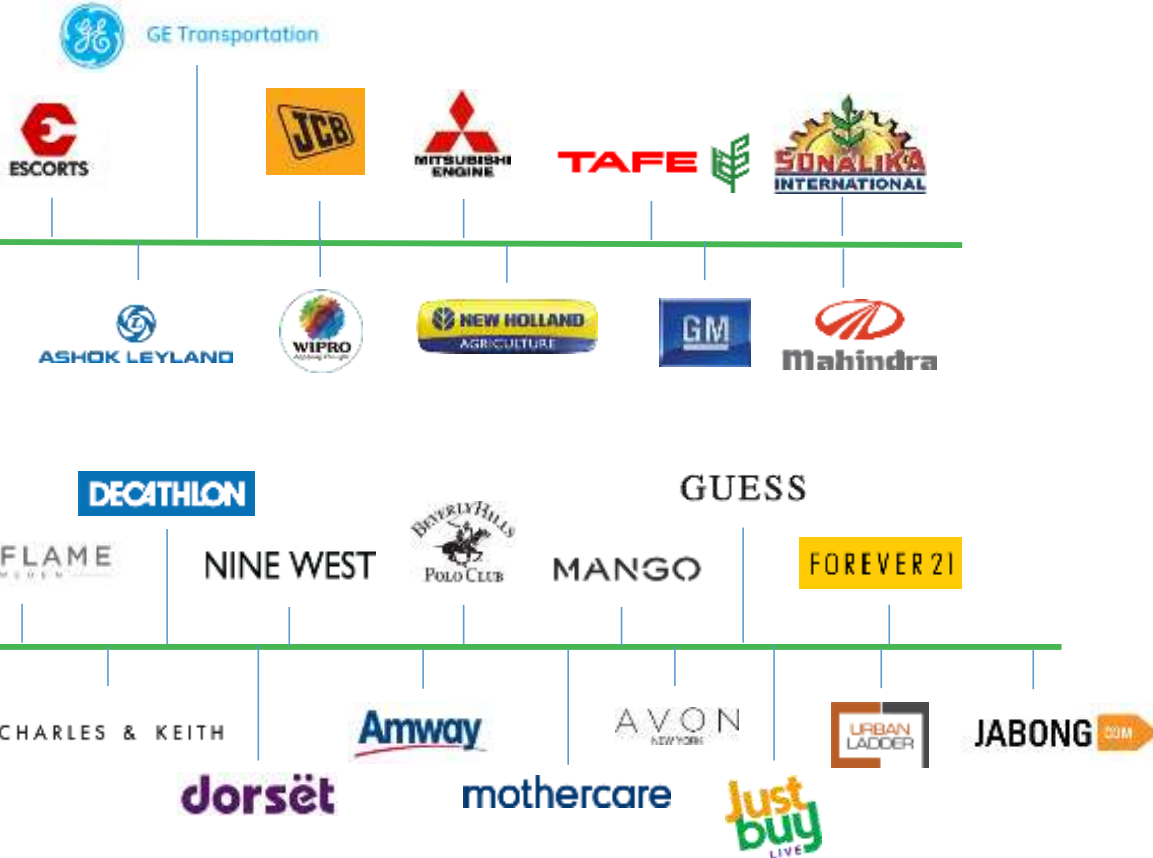 GE Transportation
ESCORTS
JCB
MITSUBISHI
ENGINE
TAFE
SONALIKA
INTERNATIONAL
ASHOK LEYLAND
WIPRO
NEW HOLLAND
AGRICULTURE
GM
Mahindra
DECATHLON
GUESS
FLAME
NINE WEST
BEVERLY HILLS
POLO CLUB
MANGO
FOREVER 21
CHARLES & KEITH
Amway
AVON
NEW YORK
URBAN
LADDER
JABONG COM
dorsët
mothercare
Just
buy
LIVE